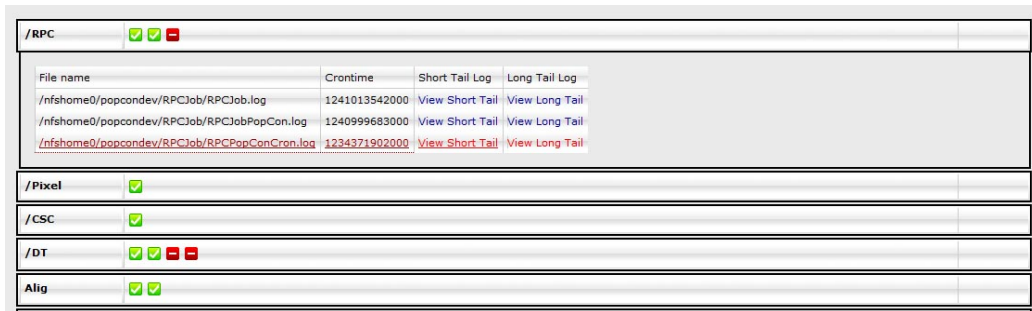 /RPC
File name Crontime Short Tail Log Long Tail Log
/nfshome0/popcondev/RPCJob/RPCJob.log 1241013542000 View Short Tail View Long Tail
/nfshome0/popcondev/RPCJob/RPCJobPopCon.log 1240999683000 View Short Tail View Long Tail
/nfshome0/popcondev/RPCJob/RPCPopConCron.log 1234371902000 View Short Tail View Long Tail
/Pixel
/CSC
/DT
Alig